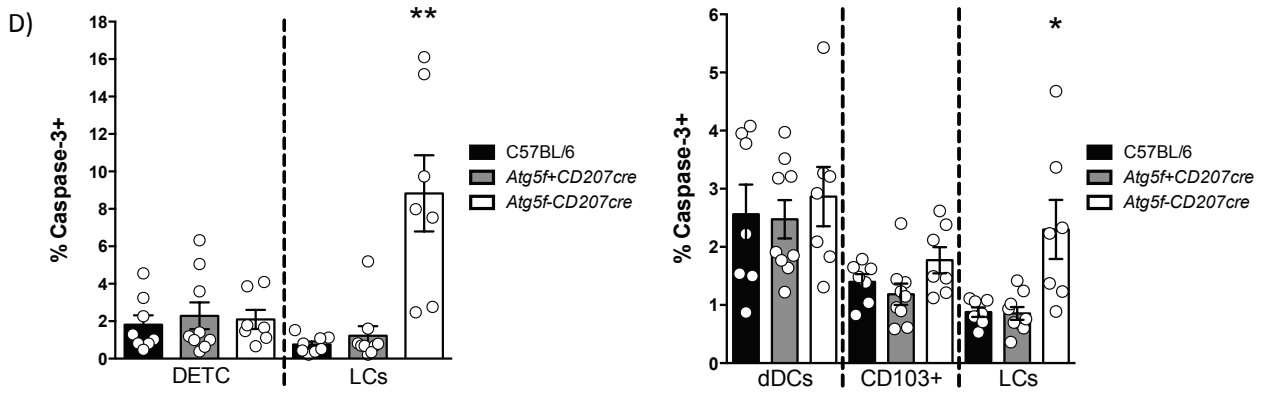 D)
% Caspase-3+
18
16
14
12
10
8
6
4
2
0
**
DETC
LCs
C57BL/6
Atg5f+CD207cre
Atg5f-CD207cre
% Caspase-3+
6
5
4
3
2
1
0
*
dDCs
CD103+
LCs
C57BL/6
Atg5f+CD207cre
Atg5f-CD207cre